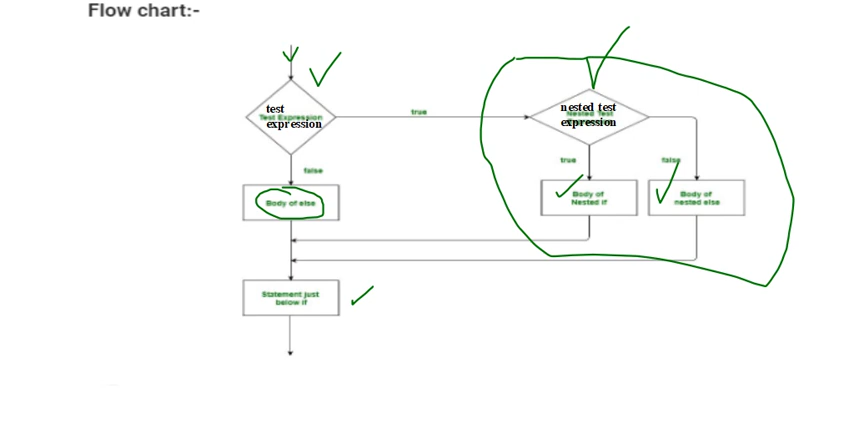 Flow chart:-
test
Test Expression
expression
true
nested test
Nested Test
expression
false
true
false
Body of else
Body of
Nested if
Body of
nested else
Statement just
below if